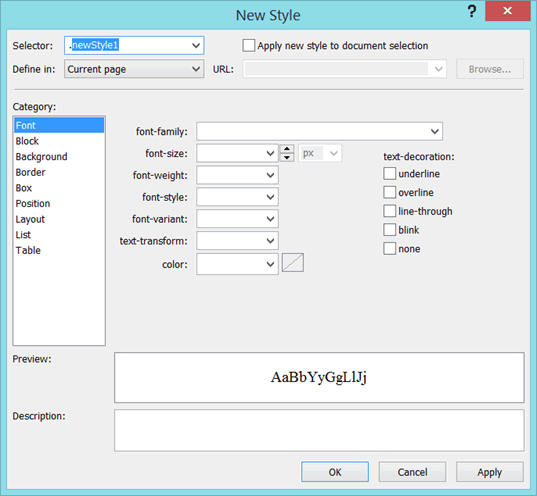 New Style
?
Selector: .newStyle1 Apply new style to document selection
Define in: Current page URL: Browse...
Category:
Font
Block
Background
Border
Box
Position
Layout
List
Table
font-family:
font-size: px
font-weight:
font-style:
font-variant:
text-transform:
color:
text-decoration:
underline
overline
line-through
blink
none
Preview:
AaBbYyGgLlJj
Description:
OK Cancel Apply